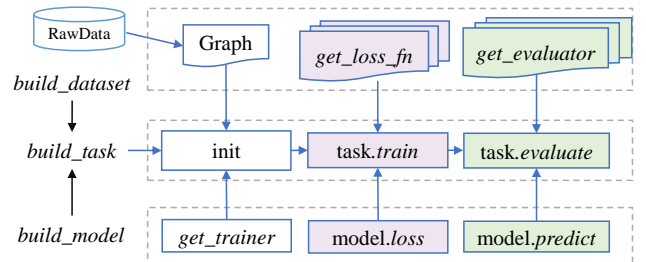 RawData
Graph
get_loss_fn
get_evaluator
build_dataset
build_task
init
task.train
task.evaluate
build_model
get_trainer
model.loss
model.predict